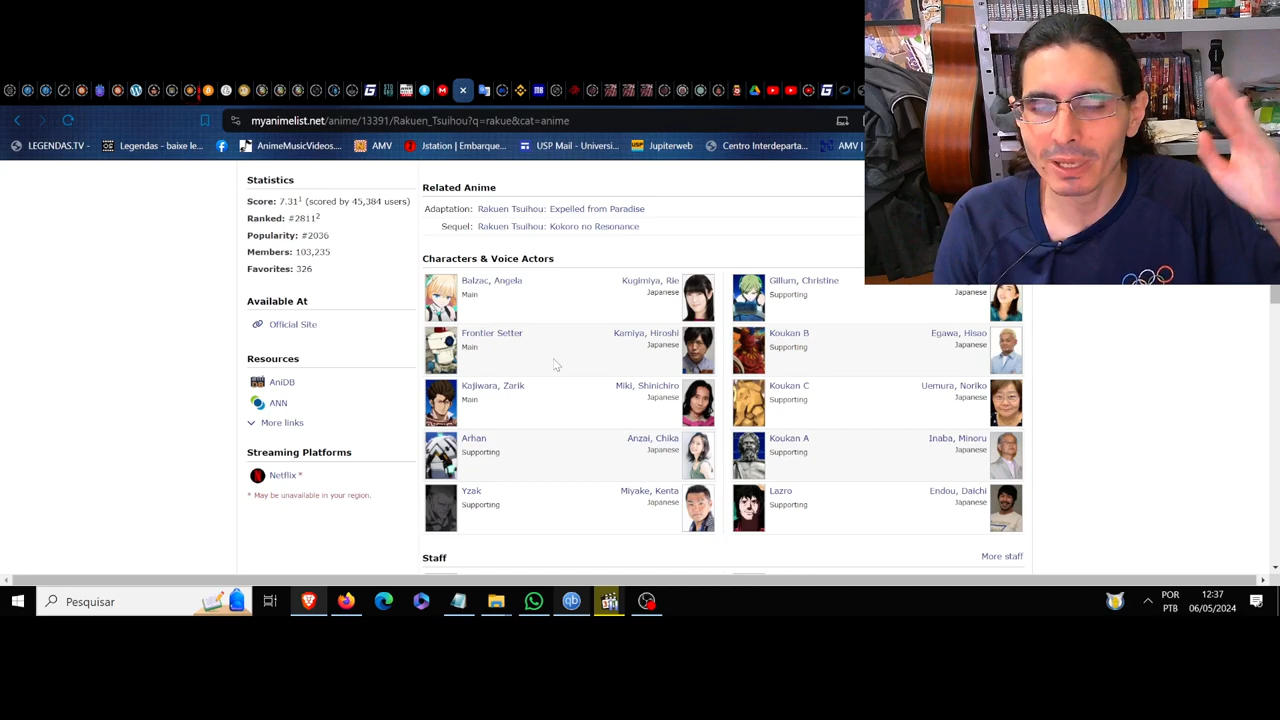 myanimelist.net/anime/13391/Rakuen_Tsuihou?q=rakue&cat=anime
LEGENDAS.TV -
Legendas - baixe le...
AnimeMusicVideos....
AMV
Jstation | Embarque...
USP Mail - Universi...
Jupiterweb
Centro Interdeparta...
AMV |
Statistics
Score: 7.31¹ (scored by 45,384 users)
Ranked: #2811²
Popularity: #2036
Members: 103,235
Favorites: 326
Available At
Official Site
Resources
AniDB
ANN
More links
Streaming Platforms
Netflix *
* May be unavailable in your region.
Related Anime
Adaptation: Rakuen Tsuihou: Expelled from Paradise
Sequel: Rakuen Tsuihou: Kokoro no Resonance
Characters & Voice Actors
Balzac, Angela
Main
Kugimiya, Rie
Japanese
Gillum, Christine
Supporting
Japanese
Frontier Setter
Main
Kamiya, Hiroshi
Japanese
Koukan B
Supporting
Egawa, Hisao
Japanese
Kajiwara, Zarik
Main
Miki, Shinichiro
Japanese
Koukan C
Supporting
Uemura, Noriko
Japanese
Arhan
Supporting
Anzai, Chika
Japanese
Koukan A
Supporting
Inaba, Minoru
Japanese
Yzak
Supporting
Miyake, Kenta
Japanese
Lazro
Supporting
Endou, Daichi
Japanese
Staff
More staff
Pesquisar
POR
PTB
12:37
06/05/2024